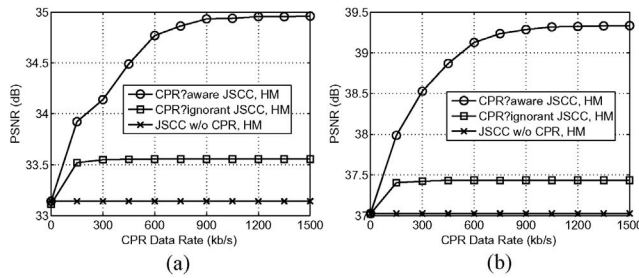 35
34.5
34
33.5
33
PSNR (dB)
CPR?aware JSCC, HM
CPR?ignorant JSCC, HM
JSCC w/o CPR, HM
0 300 600 900 1200 1500
CPR Data Rate (kb/s)
(a)
39.5
39
38.5
38
37.5
37
PSNR (dB)
CPR?aware JSCC, HM
CPR?ignorant JSCC, HM
JSCC w/o CPR, HM
0 300 600 900 1200 1500
CPR Data Rate (kb/s)
(b)